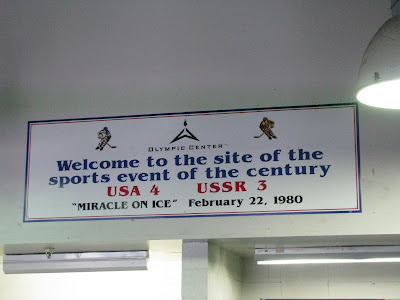 OLYMPIC CENTER
Welcome to the site of the
sports event of the century
USA 4 USSR 3
"MIRACLE ON ICE" February 22, 1980